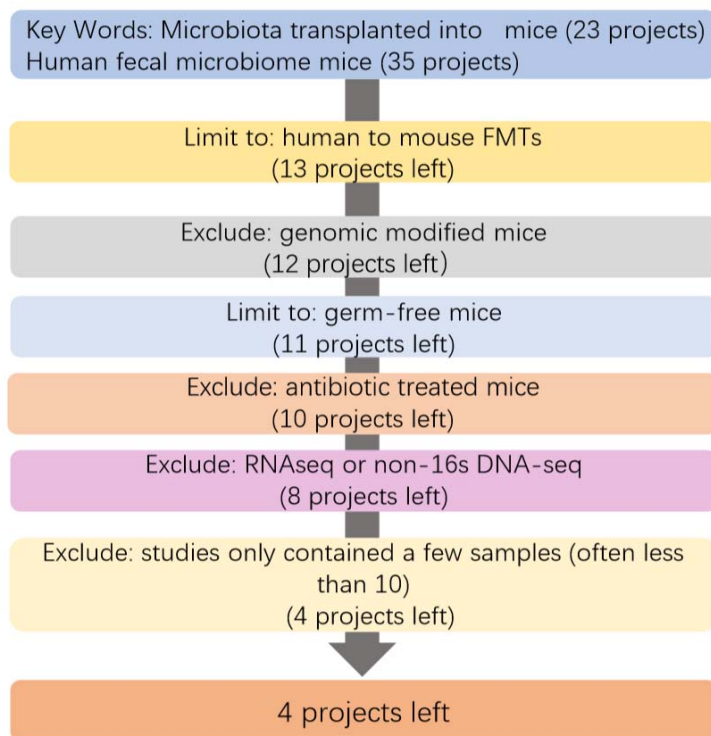 Key Words: Microbiota transplanted into mice (23 projects)
Human fecal microbiome mice (35 projects)
Limit to: human to mouse FMTs
(13 projects left)
Exclude: genomic modified mice
(12 projects left)
Limit to: germ-free mice
(11 projects left)
Exclude: antibiotic treated mice
(10 projects left)
Exclude: RNAseq or non-16s DNA-seq
(8 projects left)
Exclude: studies only contained a few samples (often less
than 10)
(4 projects left)
4 projects left